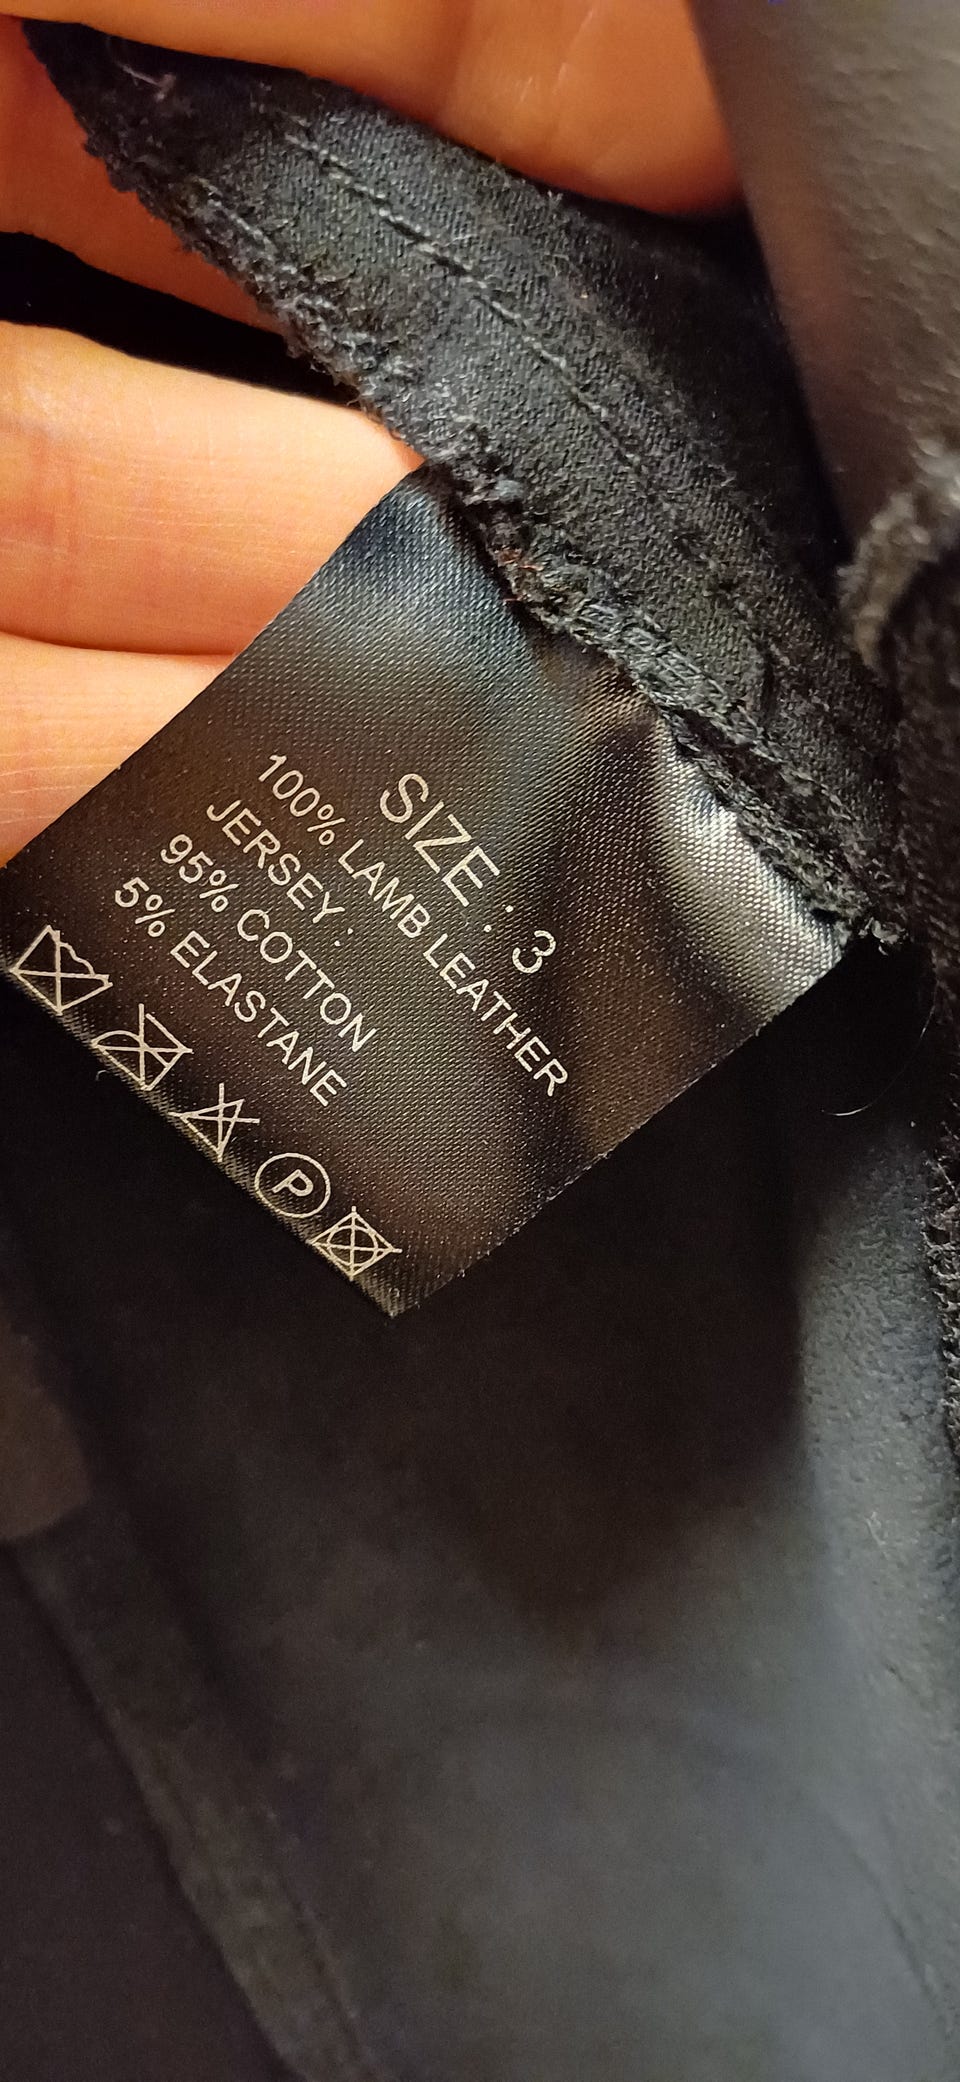 SIZE : 3
100% LAMB LEATHER
JERSEY :
95% COTTON
5% ELASTANE
P